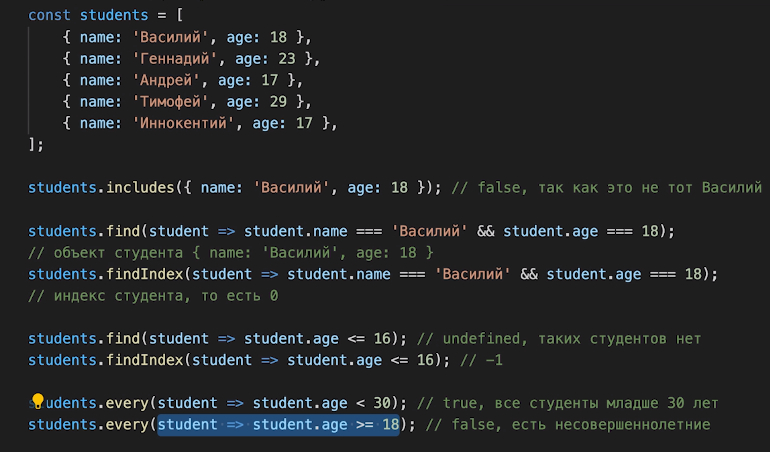 const students = [
    { name: 'Василий', age: 18 },
    { name: 'Геннадий', age: 23 },
    { name: 'Андрей', age: 17 },
    { name: 'Тимофей', age: 29 },
    { name: 'Иннокентий', age: 17 },
];
students.includes({ name: 'Василий', age: 18 }); // false, так как это не тот Василий
students.find(student => student.name === 'Василий' && student.age === 18);
// объект студента { name: 'Василий', age: 18 }
students.findIndex(student => student.name === 'Василий' && student.age === 18);
// индекс студента, то есть 0
students.find(student => student.age <= 16); // undefined, таких студентов нет
students.findIndex(student => student.age <= 16); // -1
students.every(student => student.age < 30); // true, все студенты младше 30 лет
students.every(student => student.age >= 18); // false, есть несовершеннолетние